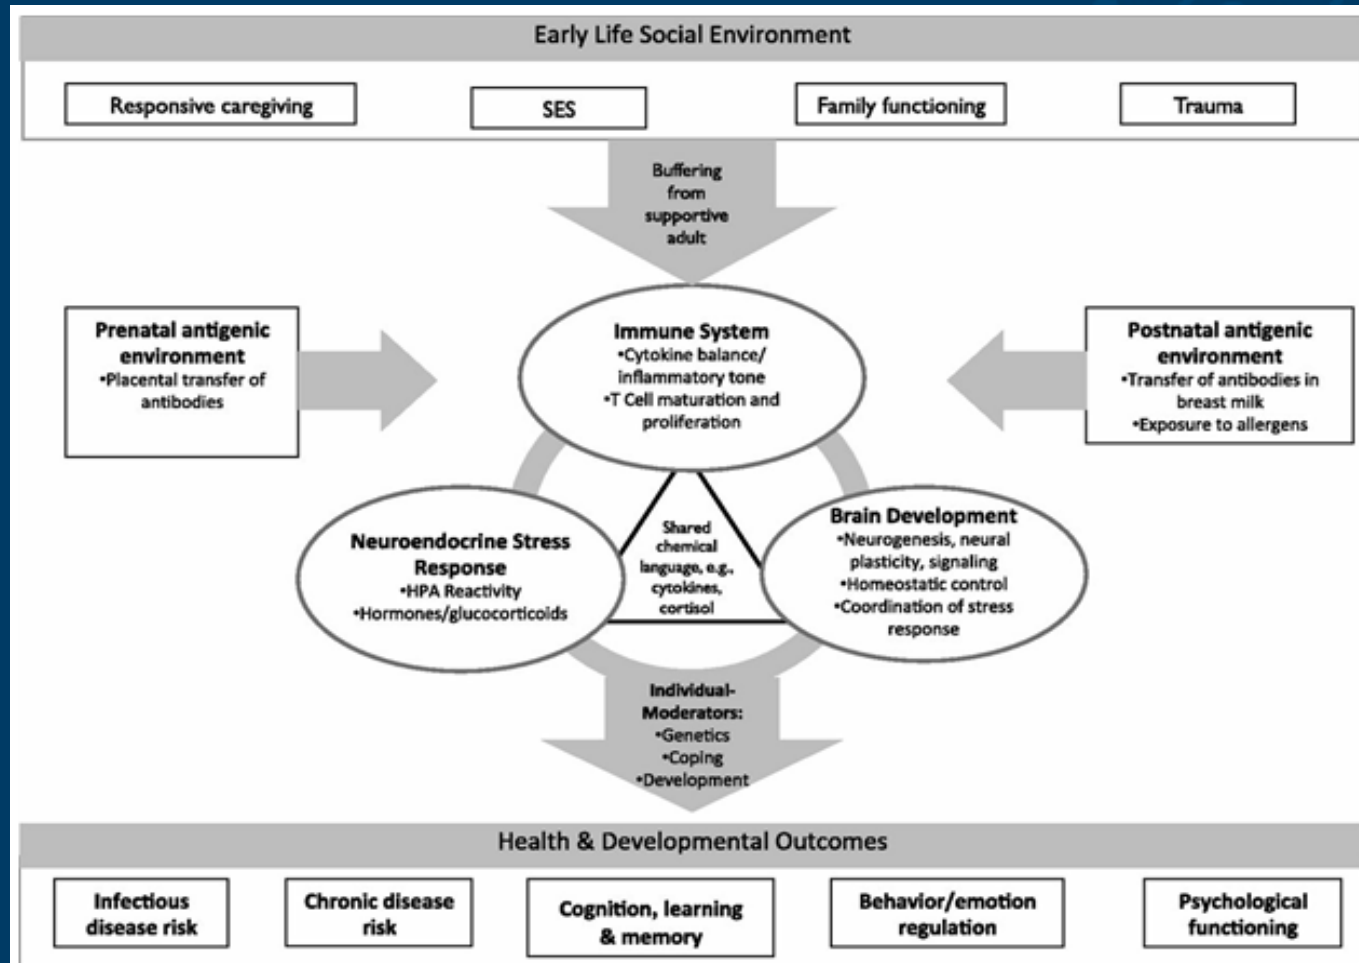 Early Life Social Environment
Responsive caregiving
SES
Family functioning
Trauma
Buffering
from
supportive
adult
Prenatal antigenic
environment
•Placental transfer of
antibodies
Immune System
•Cytokine balance/
inflammatory tone
•T Cell maturation and
proliferation
Postnatal antigenic
environment
•Transfer of antibodies in
breast milk
•Exposure to allergens
Neuroendocrine Stress
Response
•HPA Reactivity
•Hormones/glucocorticoids
Shared
chemical
language, e.g.,
cytokines,
cortisol
Brain Development
•Neurogenesis, neural
plasticity, signaling
•Homeostatic control
•Coordination of stress
response
Individual-
Moderators:
•Genetics
•Coping
•Development
Health & Developmental Outcomes
Infectious
disease risk
Chronic disease
risk
Cognition, learning
& memory
Behavior/emotion
regulation
Psychological
functioning